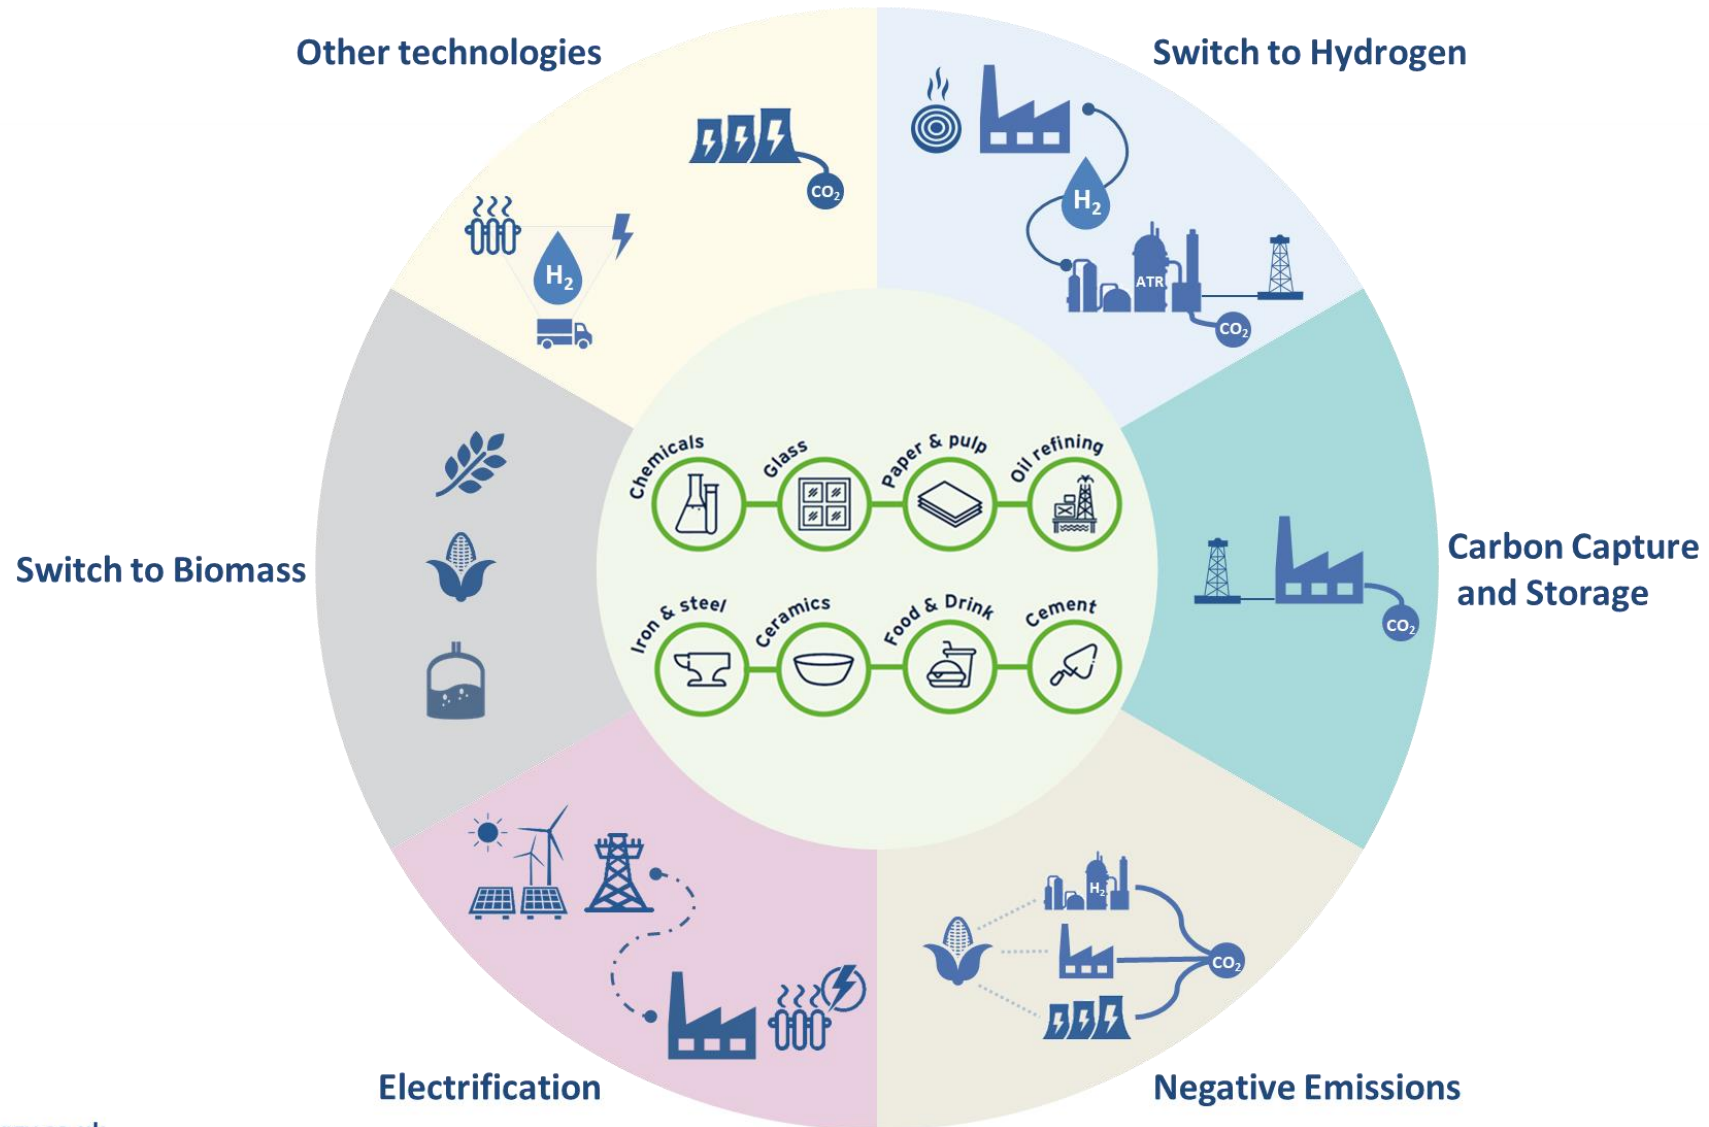 Other technologies
Switch to Hydrogen
CO₂
H₂
H₂
ATR
CO₂
Chemicals
Glass
Paper & pulp
Oil refining
Switch to Biomass
Carbon Capture
and Storage
CO₂
Iron & steel
Ceramics
Food & Drink
Cement
H₂
CO₂
Electrification
Negative Emissions